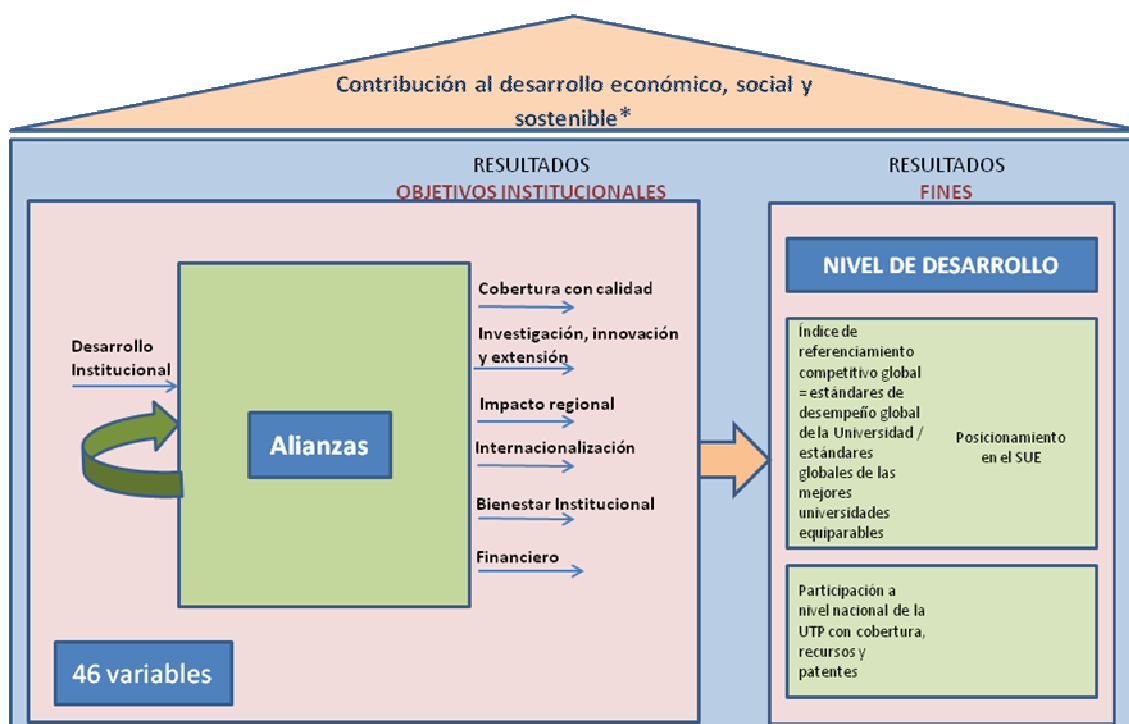 Contribución al desarrollo económico, social y
sostenible*
RESULTADOS
OBJETIVOS INSTITUCIONALES
Desarrollo
Institucional
Alianzas
Cobertura con calidad
Investigación, innovación
y extensión
Impacto regional
Internacionalización
Bienestar Institucional
Financiero
46 variables
RESULTADOS
FINES
NIVEL DE DESARROLLO
Índice de
referenciamiento
competitivo global
= estándares de
desempeño global
de la Universidad /
estándares
globales de las
mejores
universidades
equiparables
Posicionamiento
en el SUE
Participación a
nivel nacional de la
UTP con cobertura,
recursos y
patentes